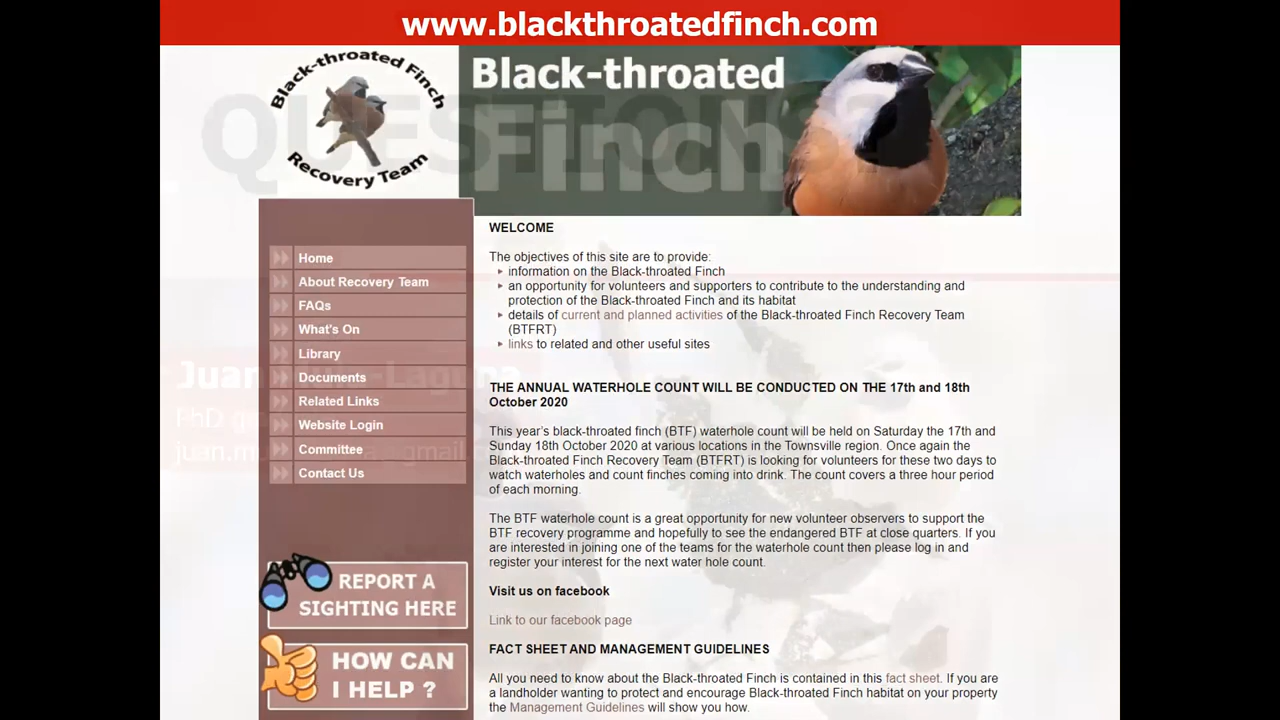 www.blackthroatedfinch.com
Black-throated Finch
Recovery Team
Black-throated
Finch
QUESTIONS?
Home
About Recovery Team
FAQs
What's On
Library
Documents
Related Links
Website Login
Committee
Contact Us
REPORT A
SIGHTING HERE
HOW CAN
I HELP ?
WELCOME
The objectives of this site are to provide:
information on the Black-throated Finch
an opportunity for volunteers and supporters to contribute to the understanding and
protection of the Black-throated Finch and its habitat
details of current and planned activities of the Black-throated Finch Recovery Team
(BTFRT)
links to related and other useful sites
THE ANNUAL WATERHOLE COUNT WILL BE CONDUCTED ON THE 17th and 18th
October 2020
This year's black-throated finch (BTF) waterhole count will be held on Saturday the 17th and
Sunday 18th October 2020 at various locations in the Townsville region. Once again the
Black-throated Finch Recovery Team (BTFRT) is looking for volunteers for these two days to
watch waterholes and count finches coming into drink. The count covers a three hour period
of each morning.
The BTF waterhole count is a great opportunity for new volunteer observers to support the
BTF recovery programme and hopefully to see the endangered BTF at close quarters. If you
are interested in joining one of the teams for the waterhole count then please log in and
register your interest for the next water hole count.
Visit us on facebook
Link to our facebook page
FACT SHEET AND MANAGEMENT GUIDELINES
All you need to know about the Black-throated Finch is contained in this fact sheet. If you are
a landholder wanting to protect and encourage Black-throated Finch habitat on your property
the Management Guidelines will show you how.
Juan
PhD